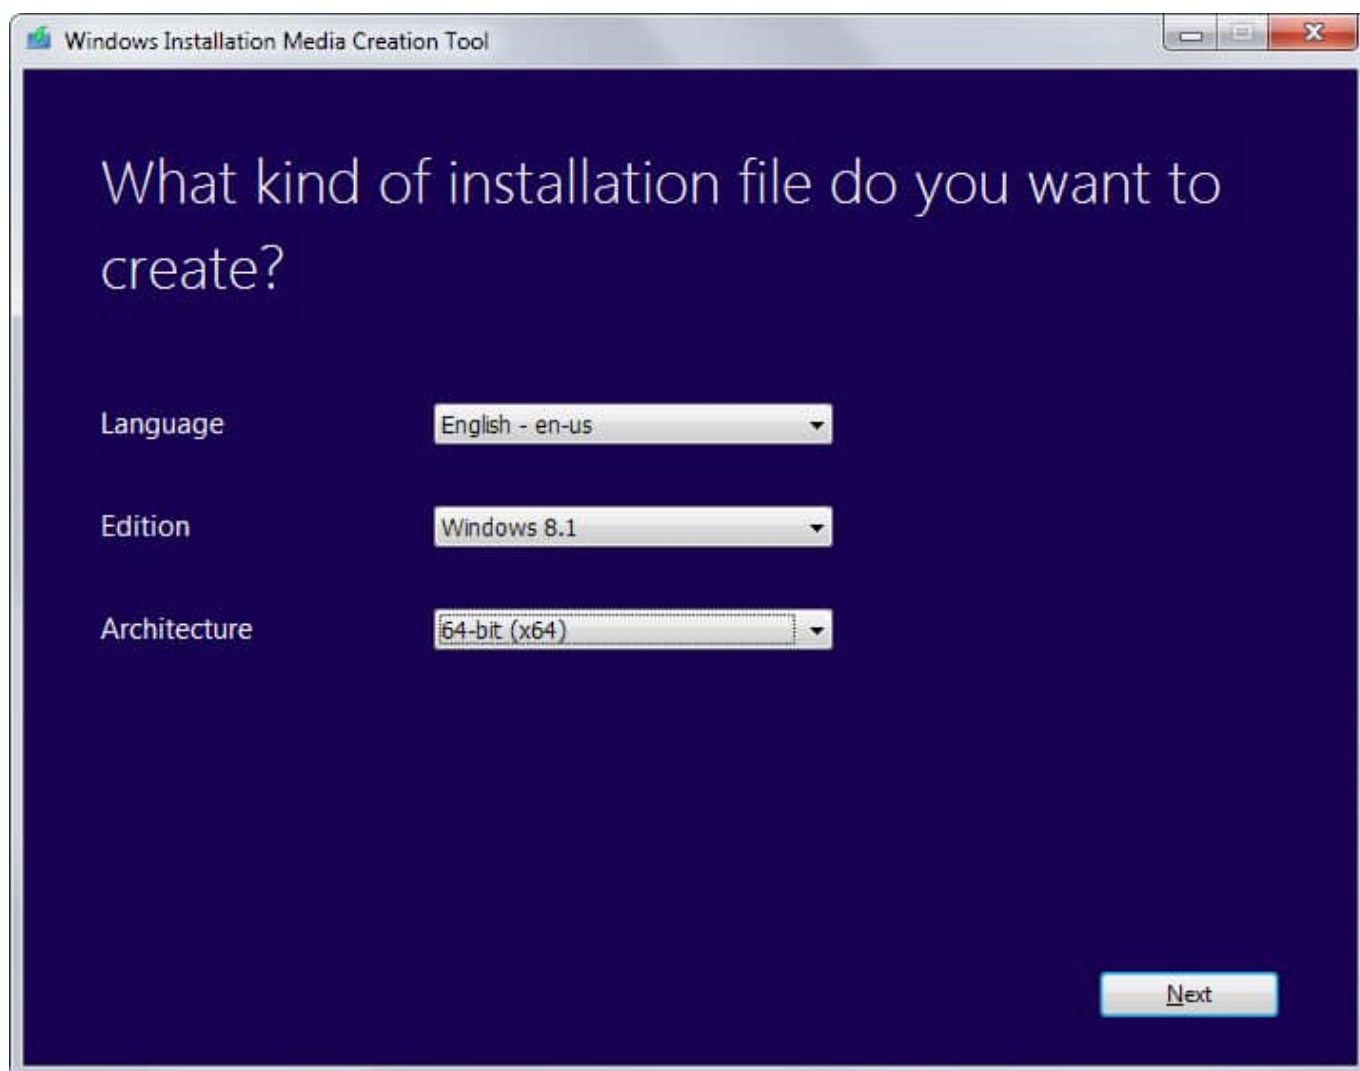 Windows Installation Media Creation Tool
What kind of installation file do you want to
create?
Language
English - en-us
Edition
Windows 8.1
Architecture
64-bit (x64)
Next